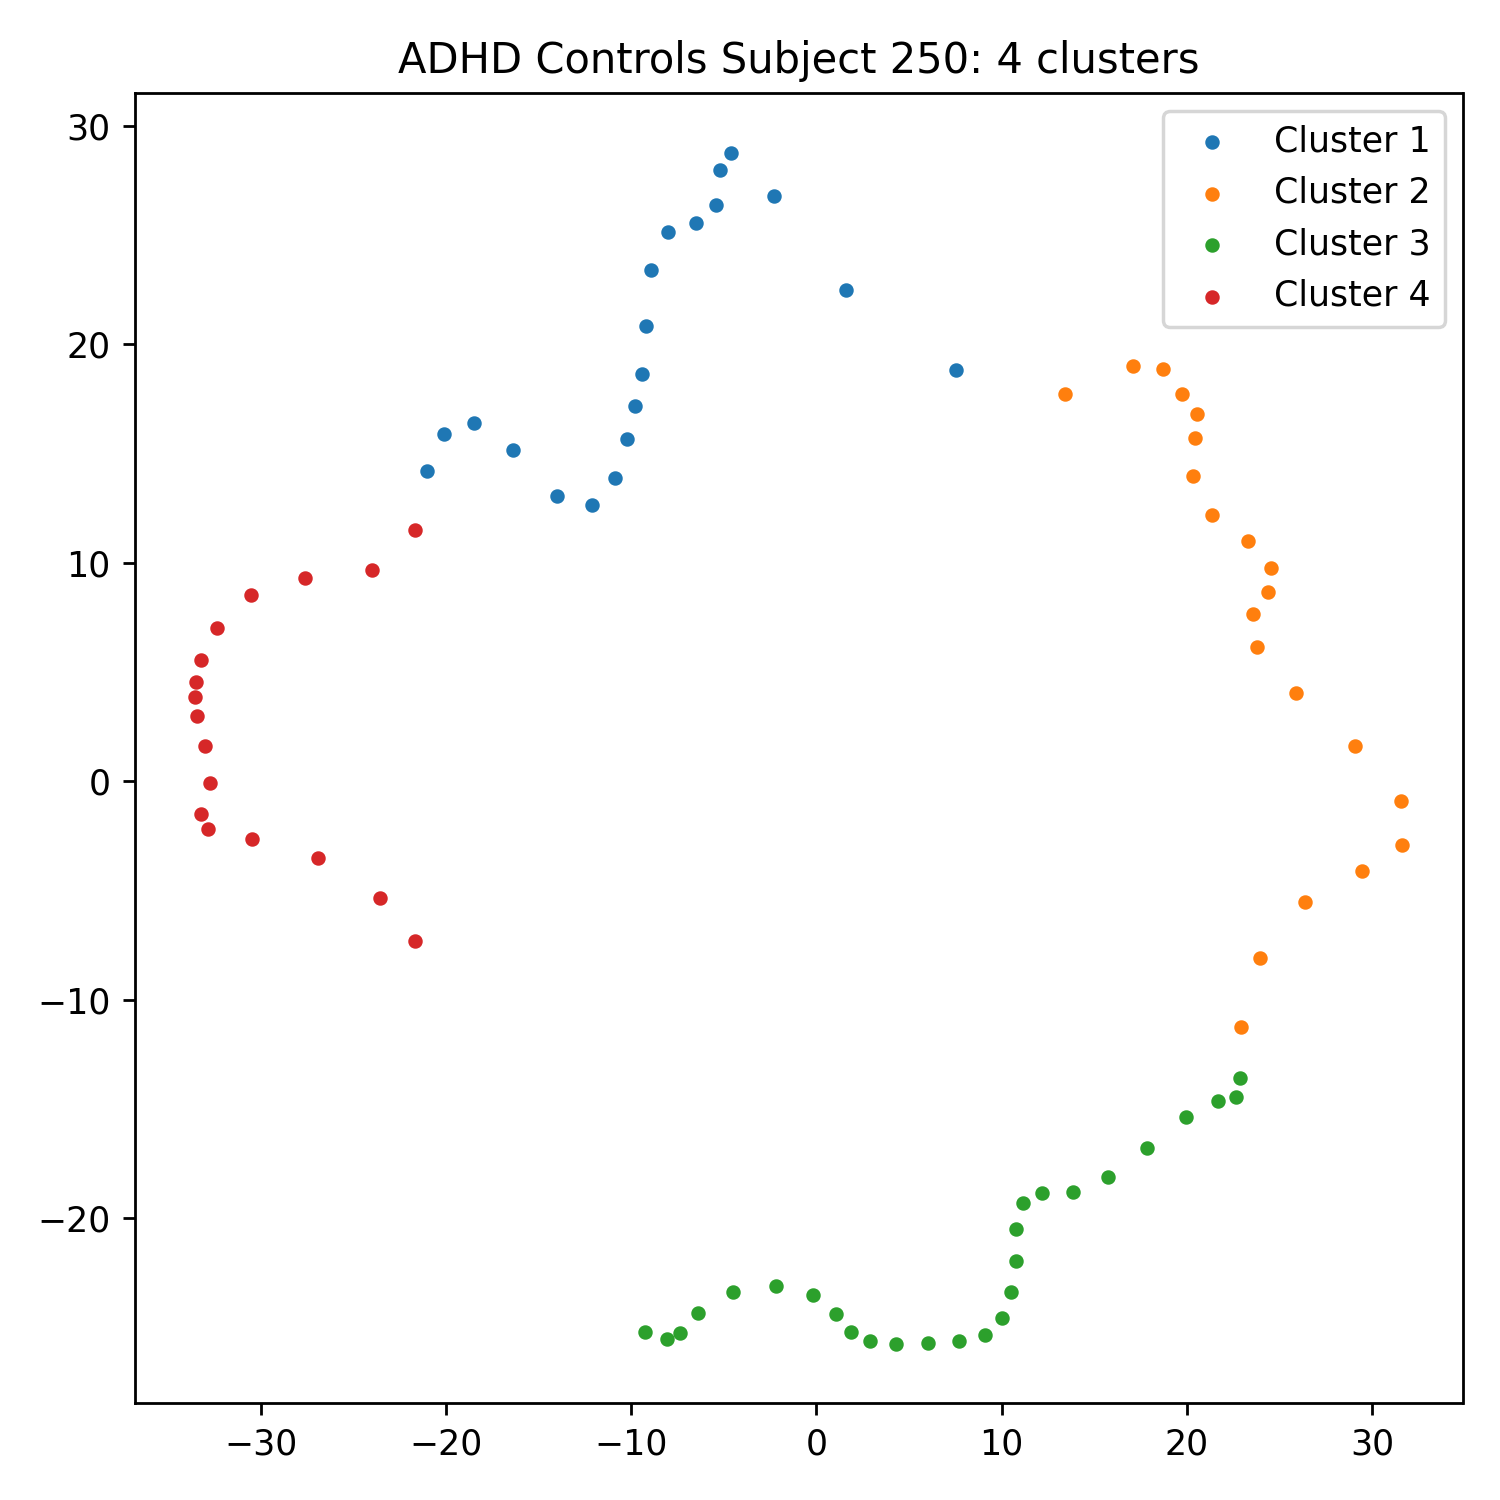 ADHD Controls Subject 250: 4 clusters
Cluster 1
Cluster 2
Cluster 3
Cluster 4
30
20
10
0
−10
−20
−30 −20 −10 0 10 20 30